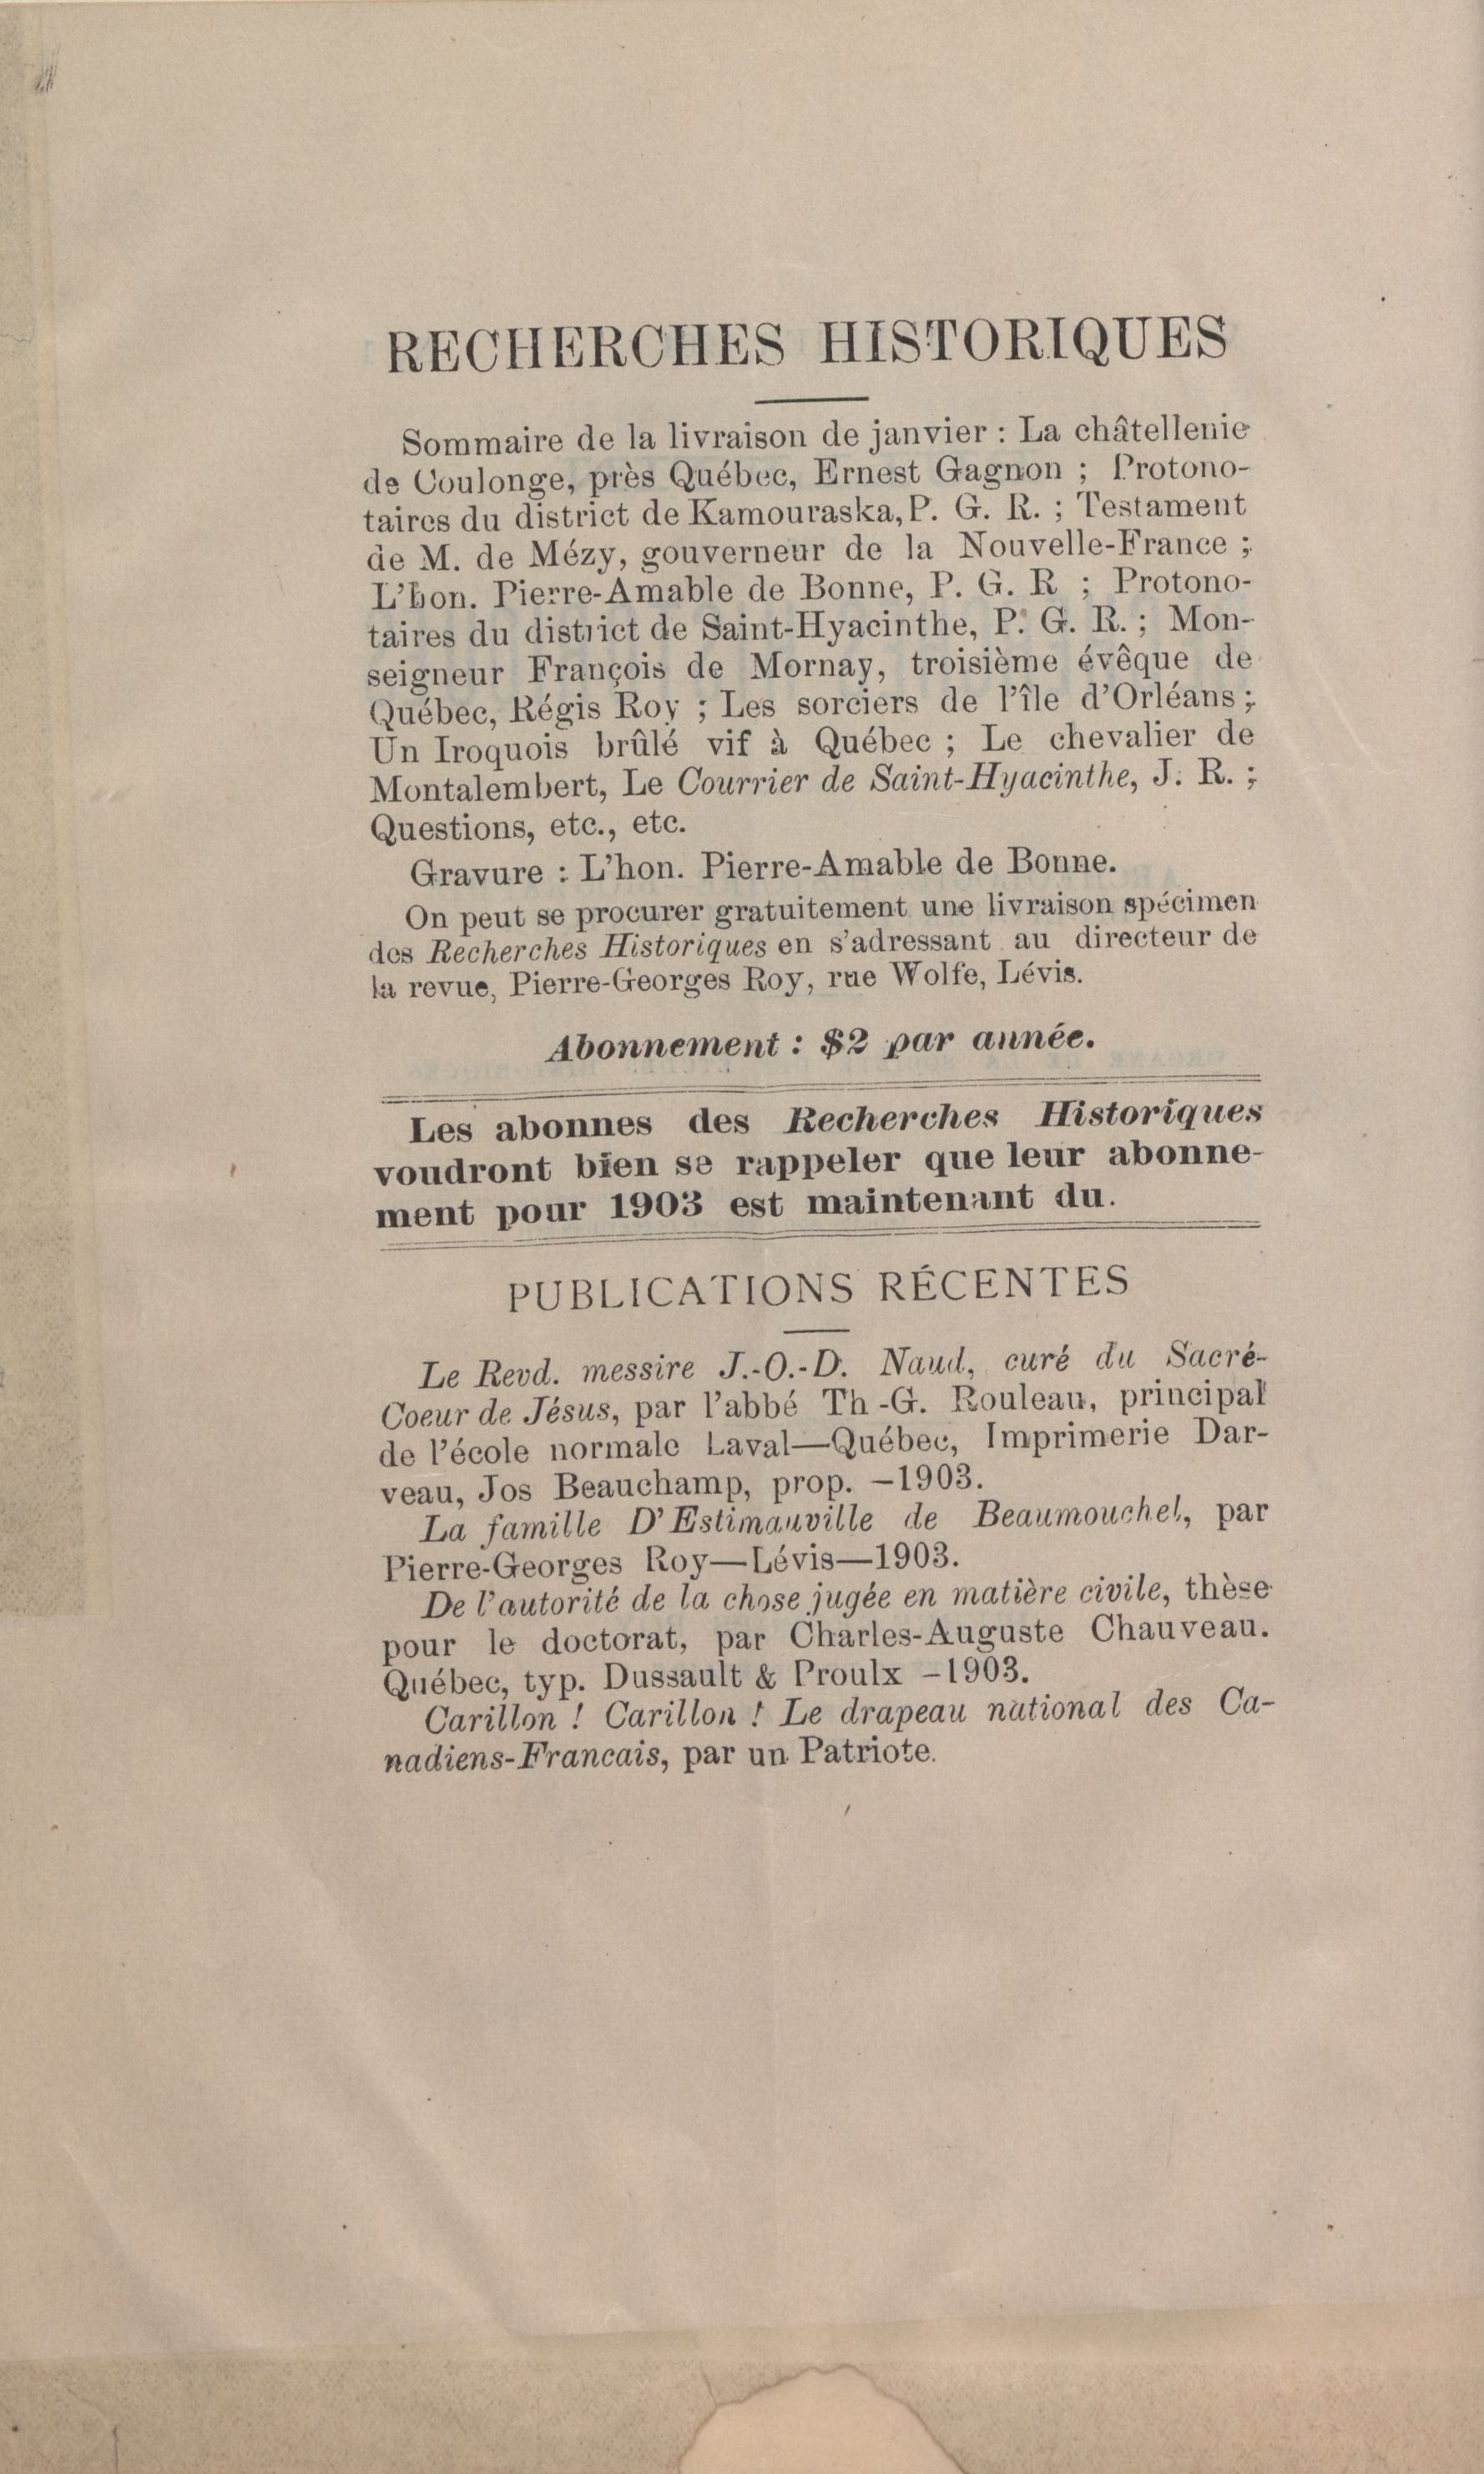 RECHERCHES HISTORIQUES
Sommaire de la livraison de janvier : La châtellenie
de Coulonge, près Québec, Ernest Gagnon ; Protono-
taires du district de Kamouraska, P. G. R. ; Testament
de M. de Mézy, gouverneur de la Nouvelle-France ;
L'hon. Pierre-Amable de Bonne, P. G. R ; Protono-
taires du district de Saint-Hyacinthe, P. G. R. ; Mon-
seigneur François de Mornay, troisième évêque de
Québec, Régis Roy ; Les sorciers de l'île d'Orléans ;
Un Iroquois brûlé vif à Québec ; Le chevalier de
Montalembert, Le Courrier de Saint-Hyacinthe, J. R. ;
Questions, etc., etc.
Gravure : L'hon. Pierre-Amable de Bonne.
On peut se procurer gratuitement une livraison spécimen
des Recherches Historiques en s'adressant au directeur de
la revue, Pierre-Georges Roy, rue Wolfe, Lévis.
Abonnement : $2 par année.
Les abonnes des Recherches Historiques
voudront bien se rappeler que leur abonne-
ment pour 1903 est maintenant du.
PUBLICATIONS RÉCENTES
Le Revd. messire J.-O.-D. Naud, curé du Sacré-
Coeur de Jésus, par l'abbé Th -G. Rouleau, principal
de l'école normale Laval—Québec, Imprimerie Dar-
veau, Jos Beauchamp, prop. —1903.
La famille D'Estimauville de Beaumouchel, par
Pierre-Georges Roy—Lévis—1903.
De l'autorité de la chose jugée en matière civile, thèse
pour le doctorat, par Charles-Auguste Chauveau.
Québec, typ. Dussault & Proulx —1903.
Carillon ! Carillon ! Le drapeau national des Ca-
nadiens-Francais, par un Patriote.